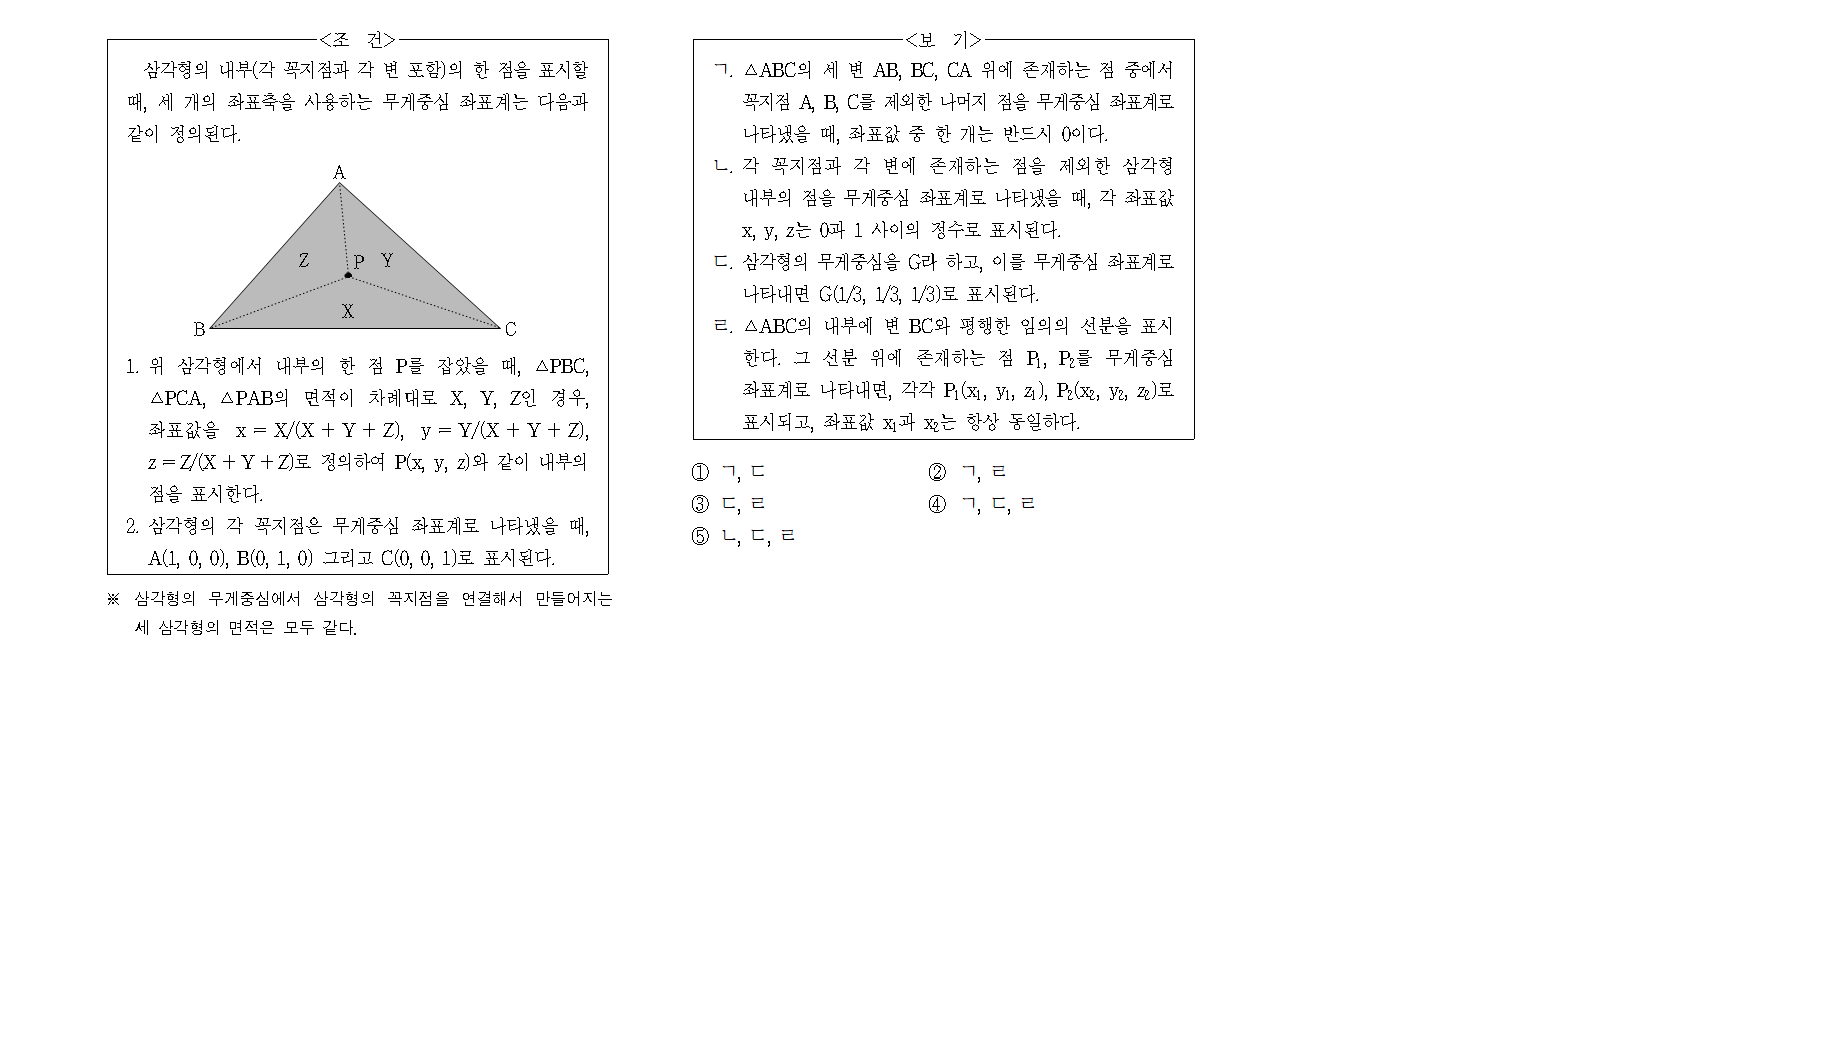 <조 건>
삼각형의 내부(각 꼭지점과 각 변 포함)의 한 점을 표시할
때, 세 개의 좌표축을 사용하는 무게중심 좌표계는 다음과
같이 정의된다.
A
Z P Y
X
B C
1. 위 삼각형에서 내부의 한 점 P를 잡았을 때, △PBC,
△PCA, △PAB의 면적이 차례대로 X, Y, Z인 경우,
좌표값을 x = X/(X + Y + Z), y = Y/(X + Y + Z),
z = Z/(X + Y + Z)로 정의하여 P(x, y, z)와 같이 내부의
점을 표시한다.
2. 삼각형의 각 꼭지점은 무게중심 좌표계로 나타냈을 때,
A(1, 0, 0), B(0, 1, 0) 그리고 C(0, 0, 1)로 표시된다.
※ 삼각형의 무게중심에서 삼각형의 꼭지점을 연결해서 만들어지는
세 삼각형의 면적은 모두 같다.
<보 기>
ㄱ. △ABC의 세 변 AB, BC, CA 위에 존재하는 점 중에서
꼭지점 A, B, C를 제외한 나머지 점을 무게중심 좌표계로
나타냈을 때, 좌표값 중 한 개는 반드시 0이다.
ㄴ. 각 꼭지점과 각 변에 존재하는 점을 제외한 삼각형
내부의 점을 무게중심 좌표계로 나타냈을 때, 각 좌표값
x, y, z는 0과 1 사이의 정수로 표시된다.
ㄷ. 삼각형의 무게중심을 G라 하고, 이를 무게중심 좌표계로
나타내면 G(1/3, 1/3, 1/3)로 표시된다.
ㄹ. △ABC의 내부에 변 BC와 평행한 임의의 선분을 표시
한다. 그 선분 위에 존재하는 점 P₁, P₂를 무게중심
좌표계로 나타내면, 각각 P₁(x₁, y₁, z₁), P₂(x₂, y₂, z₂)로
표시되고, 좌표값 x₁과 x₂는 항상 동일하다.
① ㄱ, ㄷ ② ㄱ, ㄹ
③ ㄷ, ㄹ ④ ㄱ, ㄷ, ㄹ
⑤ ㄴ, ㄷ, ㄹ